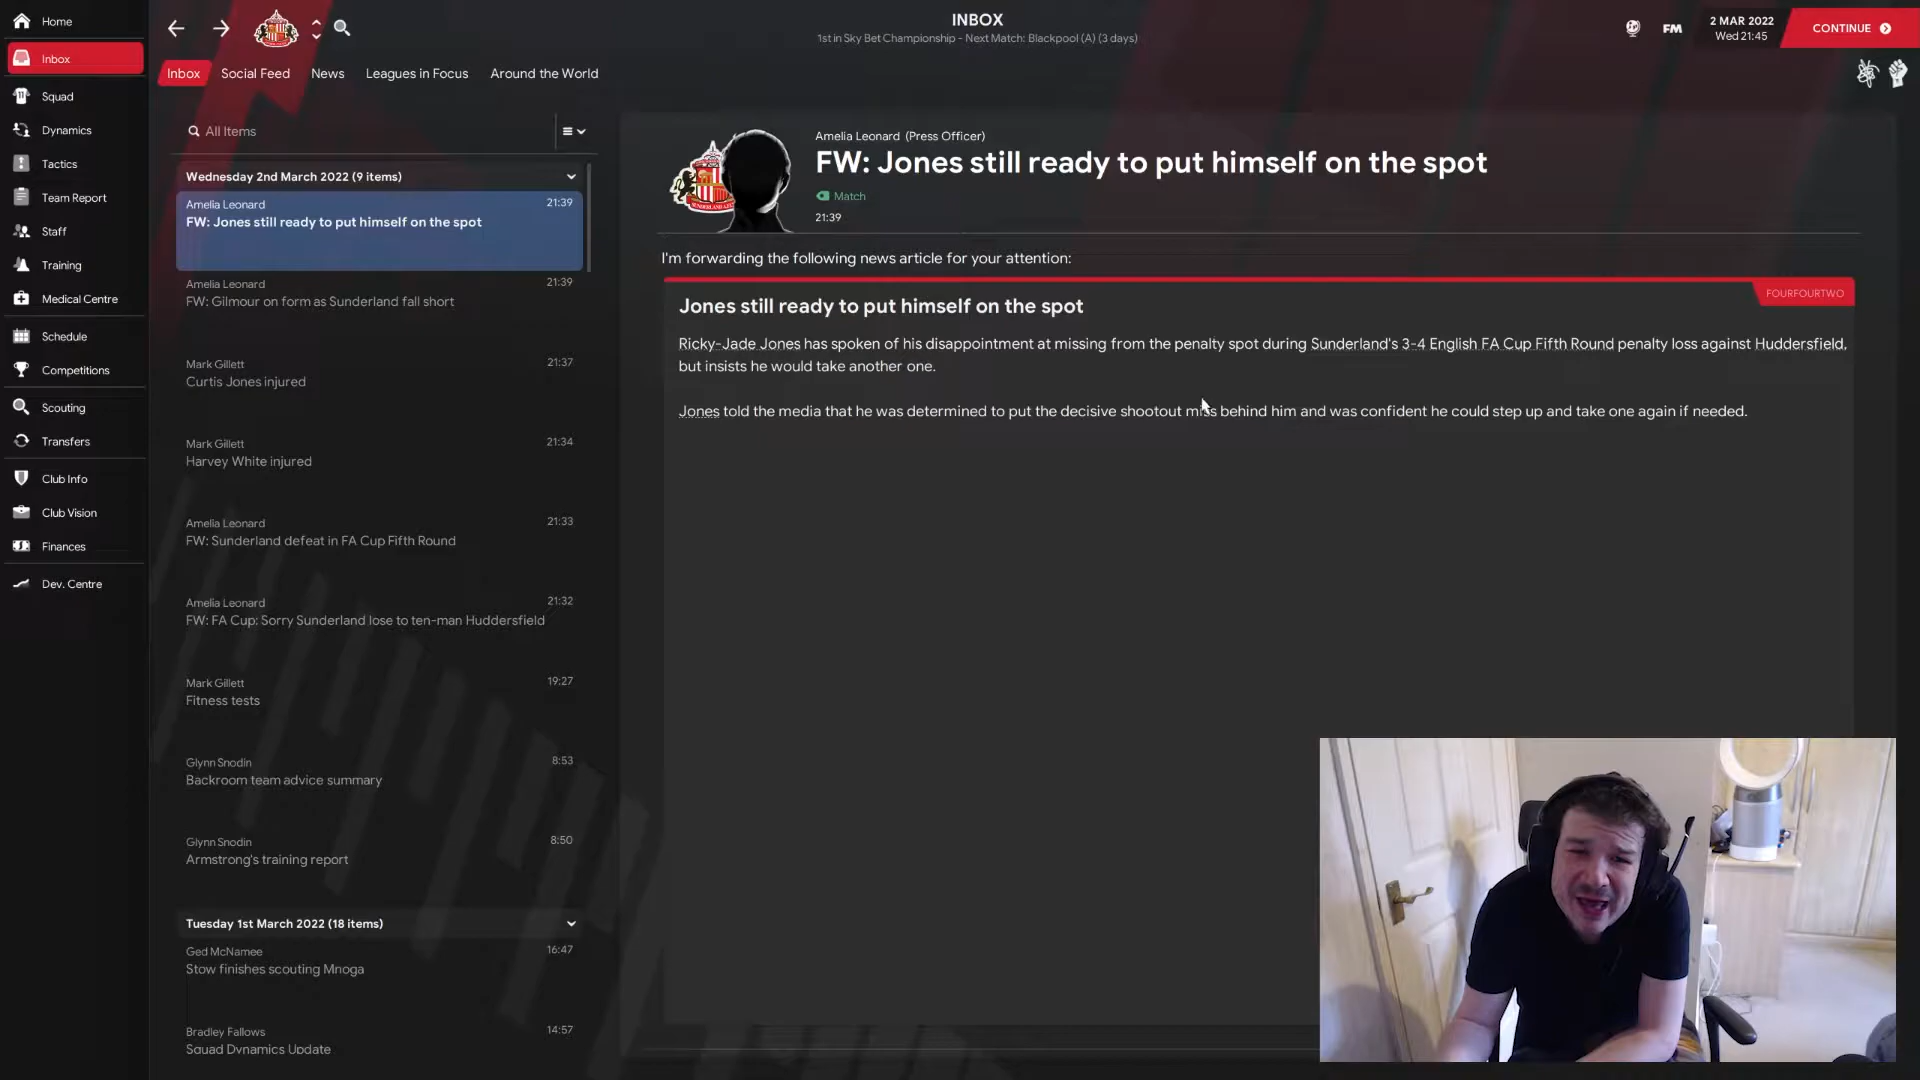 Home
Inbox
Squad
Dynamics
Tactics
Team Report
Staff
Training
Medical Centre
Schedule
Competitions
Scouting
Transfers
Club Info
Club Vision
Finances
Dev. Centre
INBOX
1st in Sky Bet Championship - Next Match: Blackpool (A) (3 days)
FM
2 MAR 2022
Wed 21:45
CONTINUE
Inbox
Social Feed
News
Leagues in Focus
Around the World
All Items
Wednesday 2nd March 2022 (9 items)
Amelia Leonard 21:39
FW: Jones still ready to put himself on the spot
Amelia Leonard 21:39
FW: Gilmour on form as Sunderland fall short
Mark Gillett 21:37
Curtis Jones injured
Mark Gillett 21:34
Harvey White injured
Amelia Leonard 21:33
FW: Sunderland defeat in FA Cup Fifth Round
Amelia Leonard 21:32
FW: FA Cup: Sorry Sunderland lose to ten-man Huddersfield
Mark Gillett 19:27
Fitness tests
Glynn Snodin 8:53
Backroom team advice summary
Glynn Snodin 8:50
Armstrong's training report
Tuesday 1st March 2022 (18 items)
Ged McNamee 16:47
Stow finishes scouting Mnoga
Bradley Fallows 14:57
Squad Dynamics Update
Amelia Leonard (Press Officer)
FW: Jones still ready to put himself on the spot
Match
21:39
I'm forwarding the following news article for your attention:
FOURFOURTWO
Jones still ready to put himself on the spot
Ricky-Jade Jones has spoken of his disappointment at missing from the penalty spot during Sunderland's 3-4 English FA Cup Fifth Round penalty loss against Huddersfield,
but insists he would take another one.
Jones told the media that he was determined to put the decisive shootout miss behind him and was confident he could step up and take one again if needed.